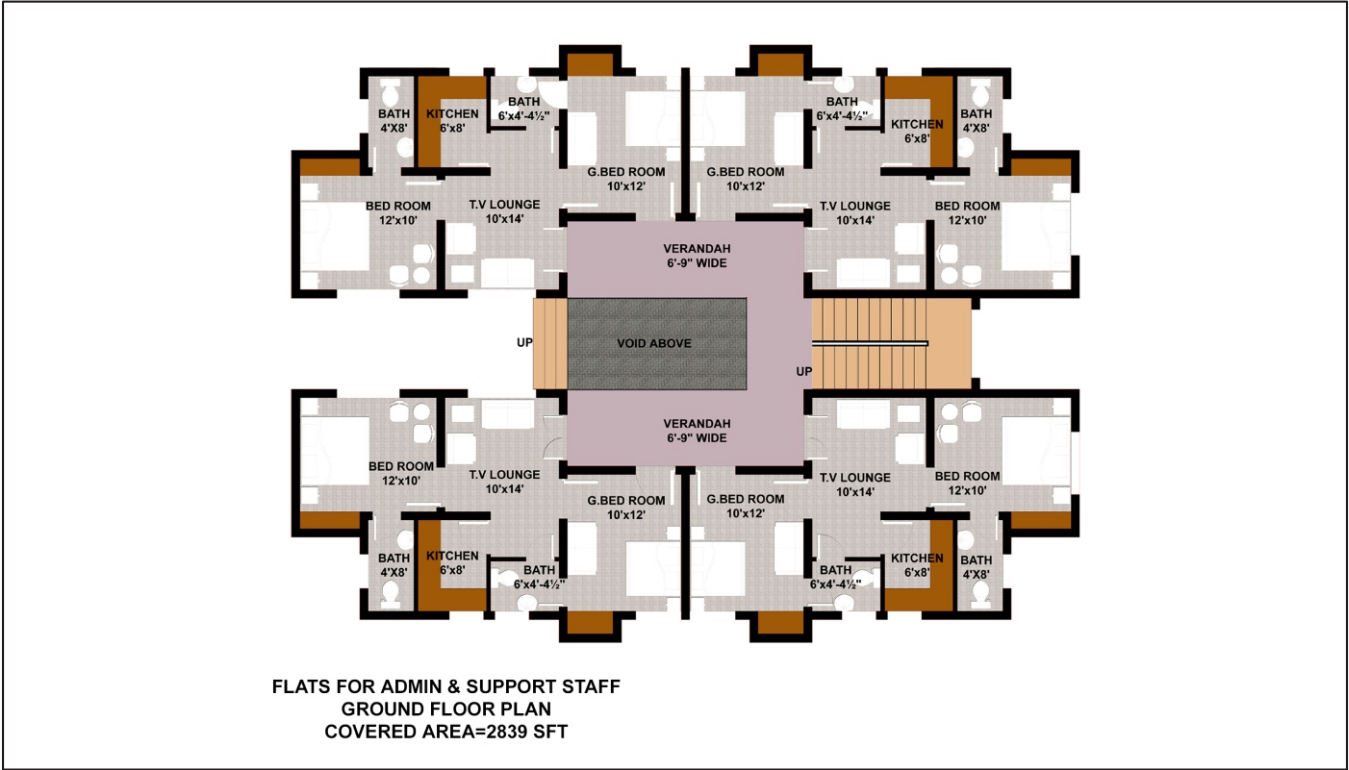 BATH
4'X8'
KITCHEN
6'x8'
BATH
6'x4'-4½"
G.BED ROOM
10'x12'
BED ROOM
12'x10'
T.V LOUNGE
10'x14'
BATH
6'x4'-4½"
KITCHEN
6'x8'
BATH
4'X8'
G.BED ROOM
10'x12'
T.V LOUNGE
10'x14'
BED ROOM
12'x10'
VERANDAH
6'-9" WIDE
UP
VOID ABOVE
UP
VERANDAH
6'-9" WIDE
BED ROOM
12'x10'
T.V LOUNGE
10'x14'
G.BED ROOM
10'x12'
BATH
4'X8'
KITCHEN
6'x8'
BATH
6'x4'-4½"
G.BED ROOM
10'x12'
T.V LOUNGE
10'x14'
BED ROOM
12'x10'
BATH
6'x4'-4½"
KITCHEN
6'x8'
BATH
4'X8'
FLATS FOR ADMIN & SUPPORT STAFF
GROUND FLOOR PLAN
COVERED AREA=2839 SFT